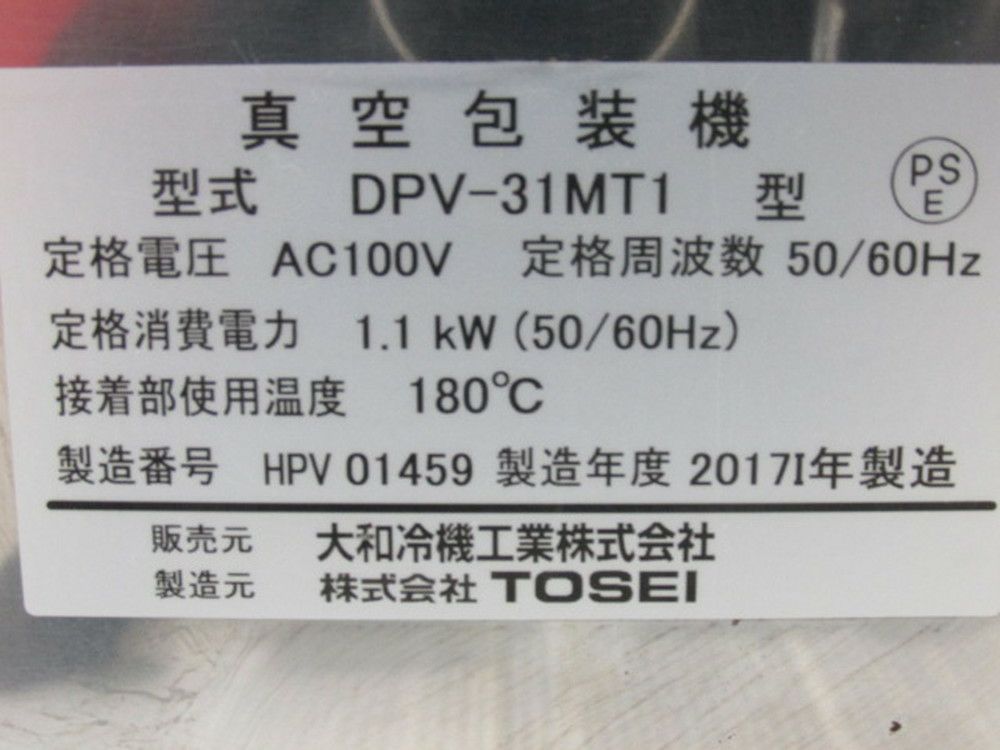 真空包装機
型式 DPV-31MT1 型 PSE
定格電圧 AC100V 定格周波数 50/60Hz
定格消費電力 1.1 kW (50/60Hz)
接着部使用温度 180℃
製造番号 HPV 01459 製造年度 2017I年製造
販売元 大和冷機工業株式会社
製造元 株式会社 TOSEI